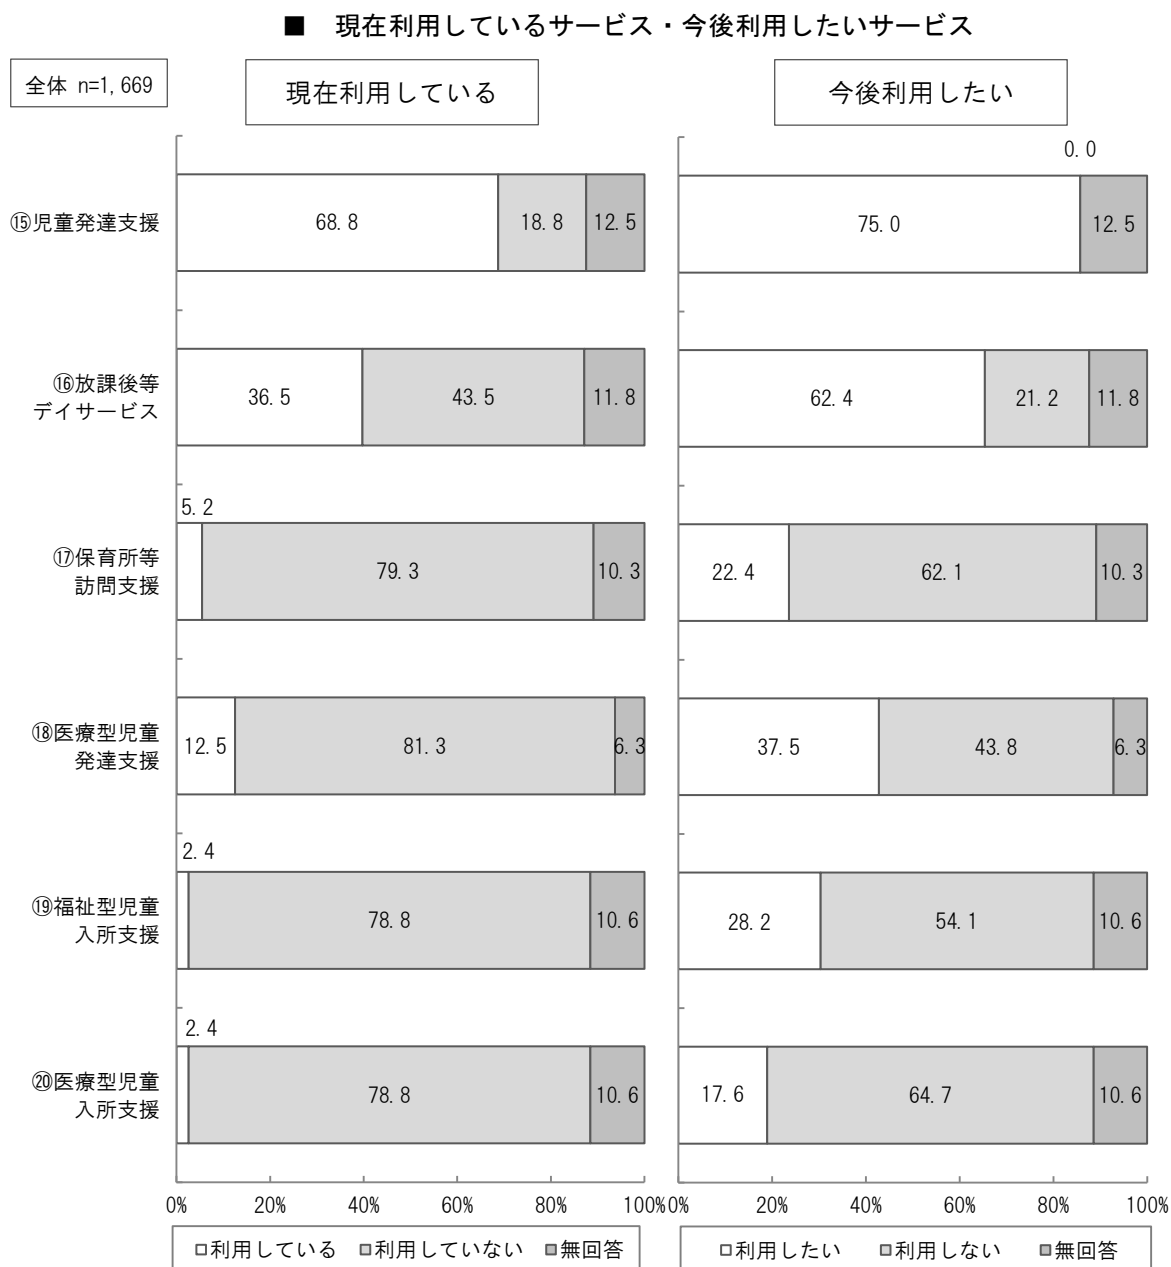 ■ 現在利用しているサービス・今後利用したいサービス
全体 n=1,669
現在利用している
今後利用したい
0.0
⑮児童発達支援
68.8
18.8
12.5
75.0
12.5
⑯放課後等
デイサービス
36.5
43.5
11.8
62.4
21.2
11.8
5.2
⑰保育所等
訪問支援
79.3
10.3
22.4
62.1
10.3
⑱医療型児童
発達支援
12.5
81.3
6.3
37.5
43.8
6.3
2.4
⑲福祉型児童
入所支援
78.8
10.6
28.2
54.1
10.6
2.4
⑳医療型児童
入所支援
78.8
10.6
17.6
64.7
10.6
0% 20% 40% 60% 80% 100%
0% 20% 40% 60% 80% 100%
□利用している □利用していない □無回答
□利用したい □利用しない □無回答